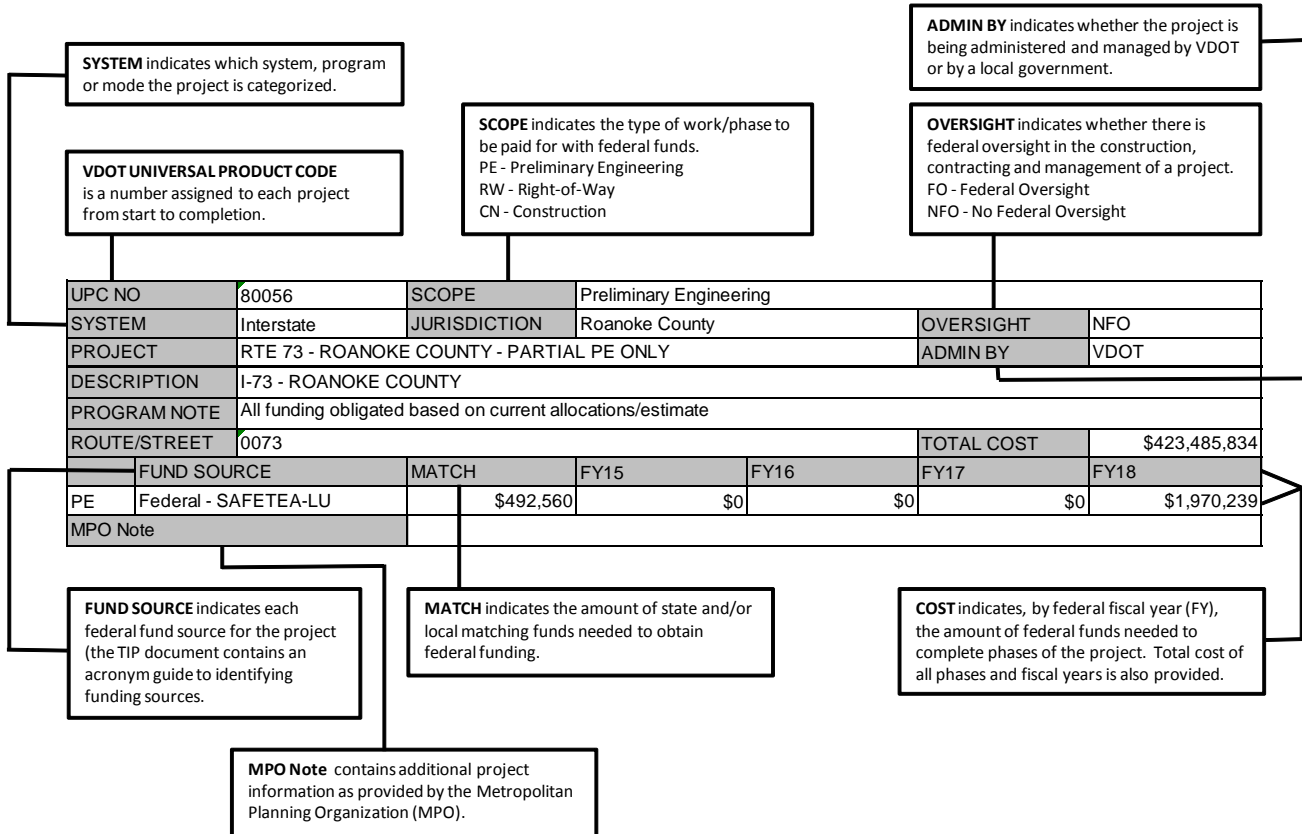 ADMIN BY indicates whether the project is
being administered and managed by VDOT
or by a local government.
SYSTEM indicates which system, program
or mode the project is categorized.
SCOPE indicates the type of work/phase to
be paid for with federal funds.
PE - Preliminary Engineering
RW - Right-of-Way
CN - Construction
OVERSIGHT indicates whether there is
federal oversight in the construction,
contracting and management of a project.
FO - Federal Oversight
NFO - No Federal Oversight
VDOT UNIVERSAL PRODUCT CODE
is a number assigned to each project
from start to completion.
UPC NO 80056 SCOPE Preliminary Engineering
SYSTEM Interstate JURISDICTION Roanoke County OVERSIGHT NFO
PROJECT RTE 73 - ROANOKE COUNTY - PARTIAL PE ONLY ADMIN BY VDOT
DESCRIPTION I-73 - ROANOKE COUNTY
PROGRAM NOTE All funding obligated based on current allocations/estimate
ROUTE/STREET 0073 TOTAL COST $423,485,834
FUND SOURCE MATCH FY15 FY16 FY17 FY18
PE Federal - SAFETEA-LU $492,560 $0 $0 $0 $1,970,239
MPO Note
FUND SOURCE indicates each
federal fund source for the project
(the TIP document contains an
acronym guide to identifying
funding sources.
MATCH indicates the amount of state and/or
local matching funds needed to obtain
federal funding.
COST indicates, by federal fiscal year (FY),
the amount of federal funds needed to
complete phases of the project. Total cost of
all phases and fiscal years is also provided.
MPO Note contains additional project
information as provided by the Metropolitan
Planning Organization (MPO).